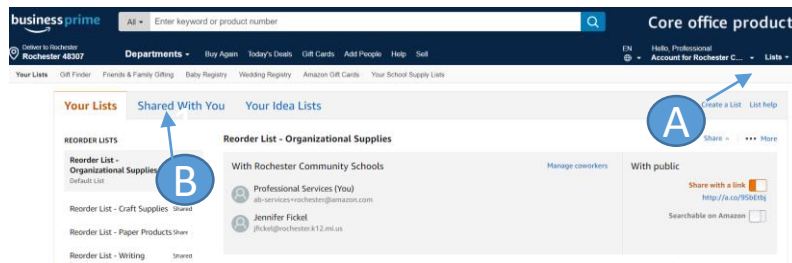 business prime
All Enter keyword or product number
Core office product
Deliver to Rochester
Rochester 48307
Departments Buy Again Today's Deals Gift Cards Add People Help Sell
EN
Hello, Professional
Account for Rochester C... Lists
Your Lists Gift Finder Friends & Family Gifting Baby Registry Wedding Registry Amazon Gift Cards Your School Supply Lists
A
Your Lists Shared With You Your Idea Lists
Create a List List help
REORDER LISTS
Reorder List - Organizational Supplies
Share ... More
Reorder List -
Organizational Supplies
Default List
B
Reorder List - Craft Supplies Shared
Reorder List - Paper Products Share
Reorder List - Writing Shared
With Rochester Community Schools
Manage coworkers
Professional Services (You)
ab-services+rochester@amazon.com
Jennifer Fickel
jfickel@rochester.k12.mi.us
With public
Share with a link
Searchable on Amazon